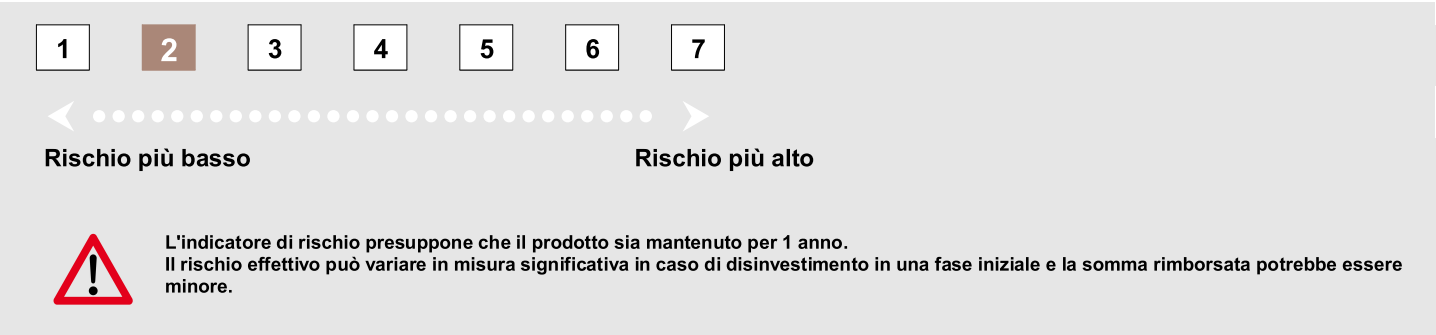 1 2 3 4 5 6 7
Rischio più basso Rischio più alto
L'indicatore di rischio presuppone che il prodotto sia mantenuto per 1 anno.
Il rischio effettivo può variare in misura significativa in caso di disinvestimento in una fase iniziale e la somma rimborsata potrebbe essere
minore.